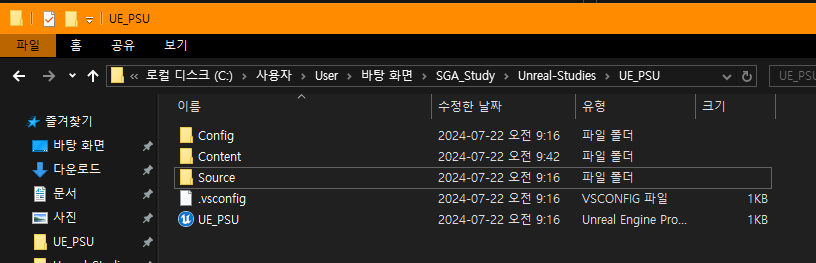 UE_PSU
파일 홈 공유 보기
« 로컬 디스크 (C:) > 사용자 > User > 바탕 화면 > SGA_Study > Unreal-Studies > UE_PSU UE_PSU
이름 수정한 날짜 유형 크기
즐겨찾기
바탕 화면
다운로드
문서
사진
UE_PSU
Config 2024-07-22 오전 9:16 파일 폴더
Content 2024-07-22 오전 9:42 파일 폴더
Source 2024-07-22 오전 9:16 파일 폴더
.vsconfig 2024-07-22 오전 9:16 VSCONFIG 파일 1KB
UE_PSU 2024-07-22 오전 9:16 Unreal Engine Pro... 1KB